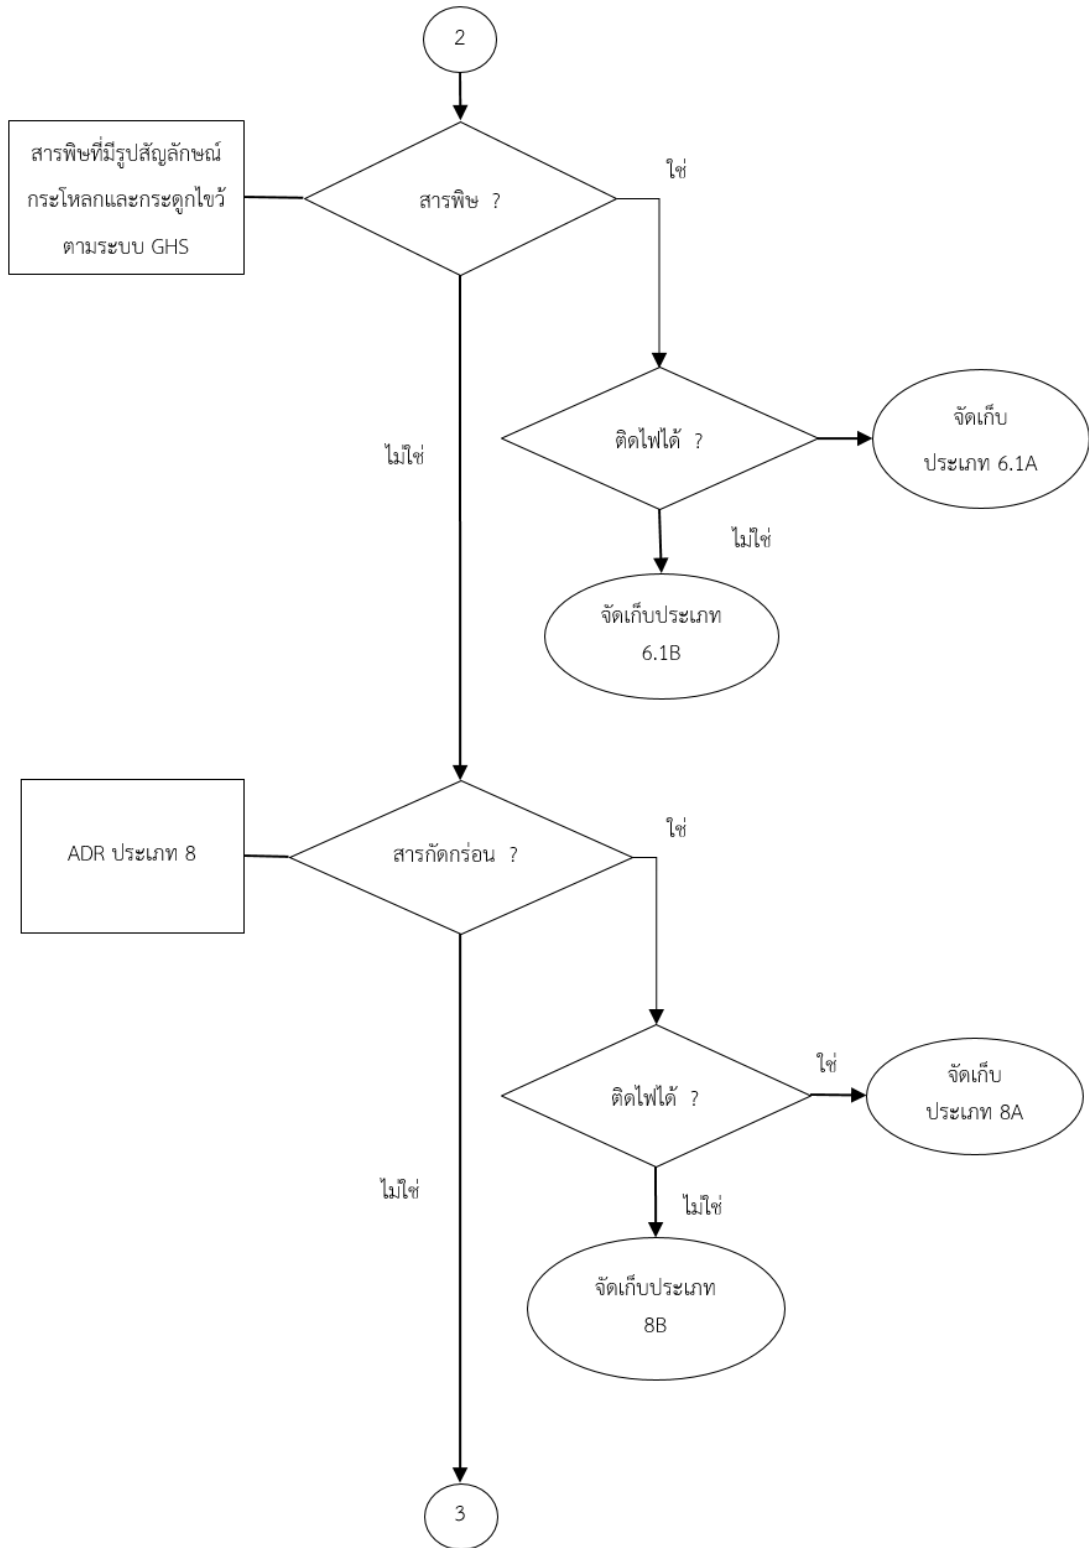 2
สารพิษที่มีรูปสัญลักษณ์
กระโหลกและกระดูกไขว้
ตามระบบ GHS
สารพิษ ?
ใช่
ไม่ใช่
ติดไฟได้ ?
จัดเก็บ
ประเภท 6.1A
ไม่ใช่
จัดเก็บประเภท
6.1B
ADR ประเภท 8
สารกัดกร่อน ?
ใช่
ติดไฟได้ ?
ใช่
จัดเก็บ
ประเภท 8A
ไม่ใช่
ไม่ใช่
จัดเก็บประเภท
8B
3